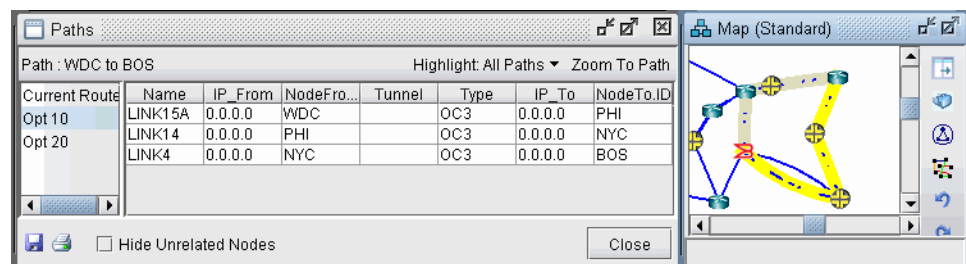 Paths
Path : WDC to BOS
Highlight: All Paths Zoom To Path
Current Route
Opt 10
Opt 20
Name IP_From NodeFro... Tunnel Type IP_To NodeTo.ID
LINK15A 0.0.0.0 WDC OC3 0.0.0.0 PHI
LINK14 0.0.0.0 PHI OC3 0.0.0.0 NYC
LINK4 0.0.0.0 NYC OC3 0.0.0.0 BOS
Hide Unrelated Nodes
Close
Map (Standard)